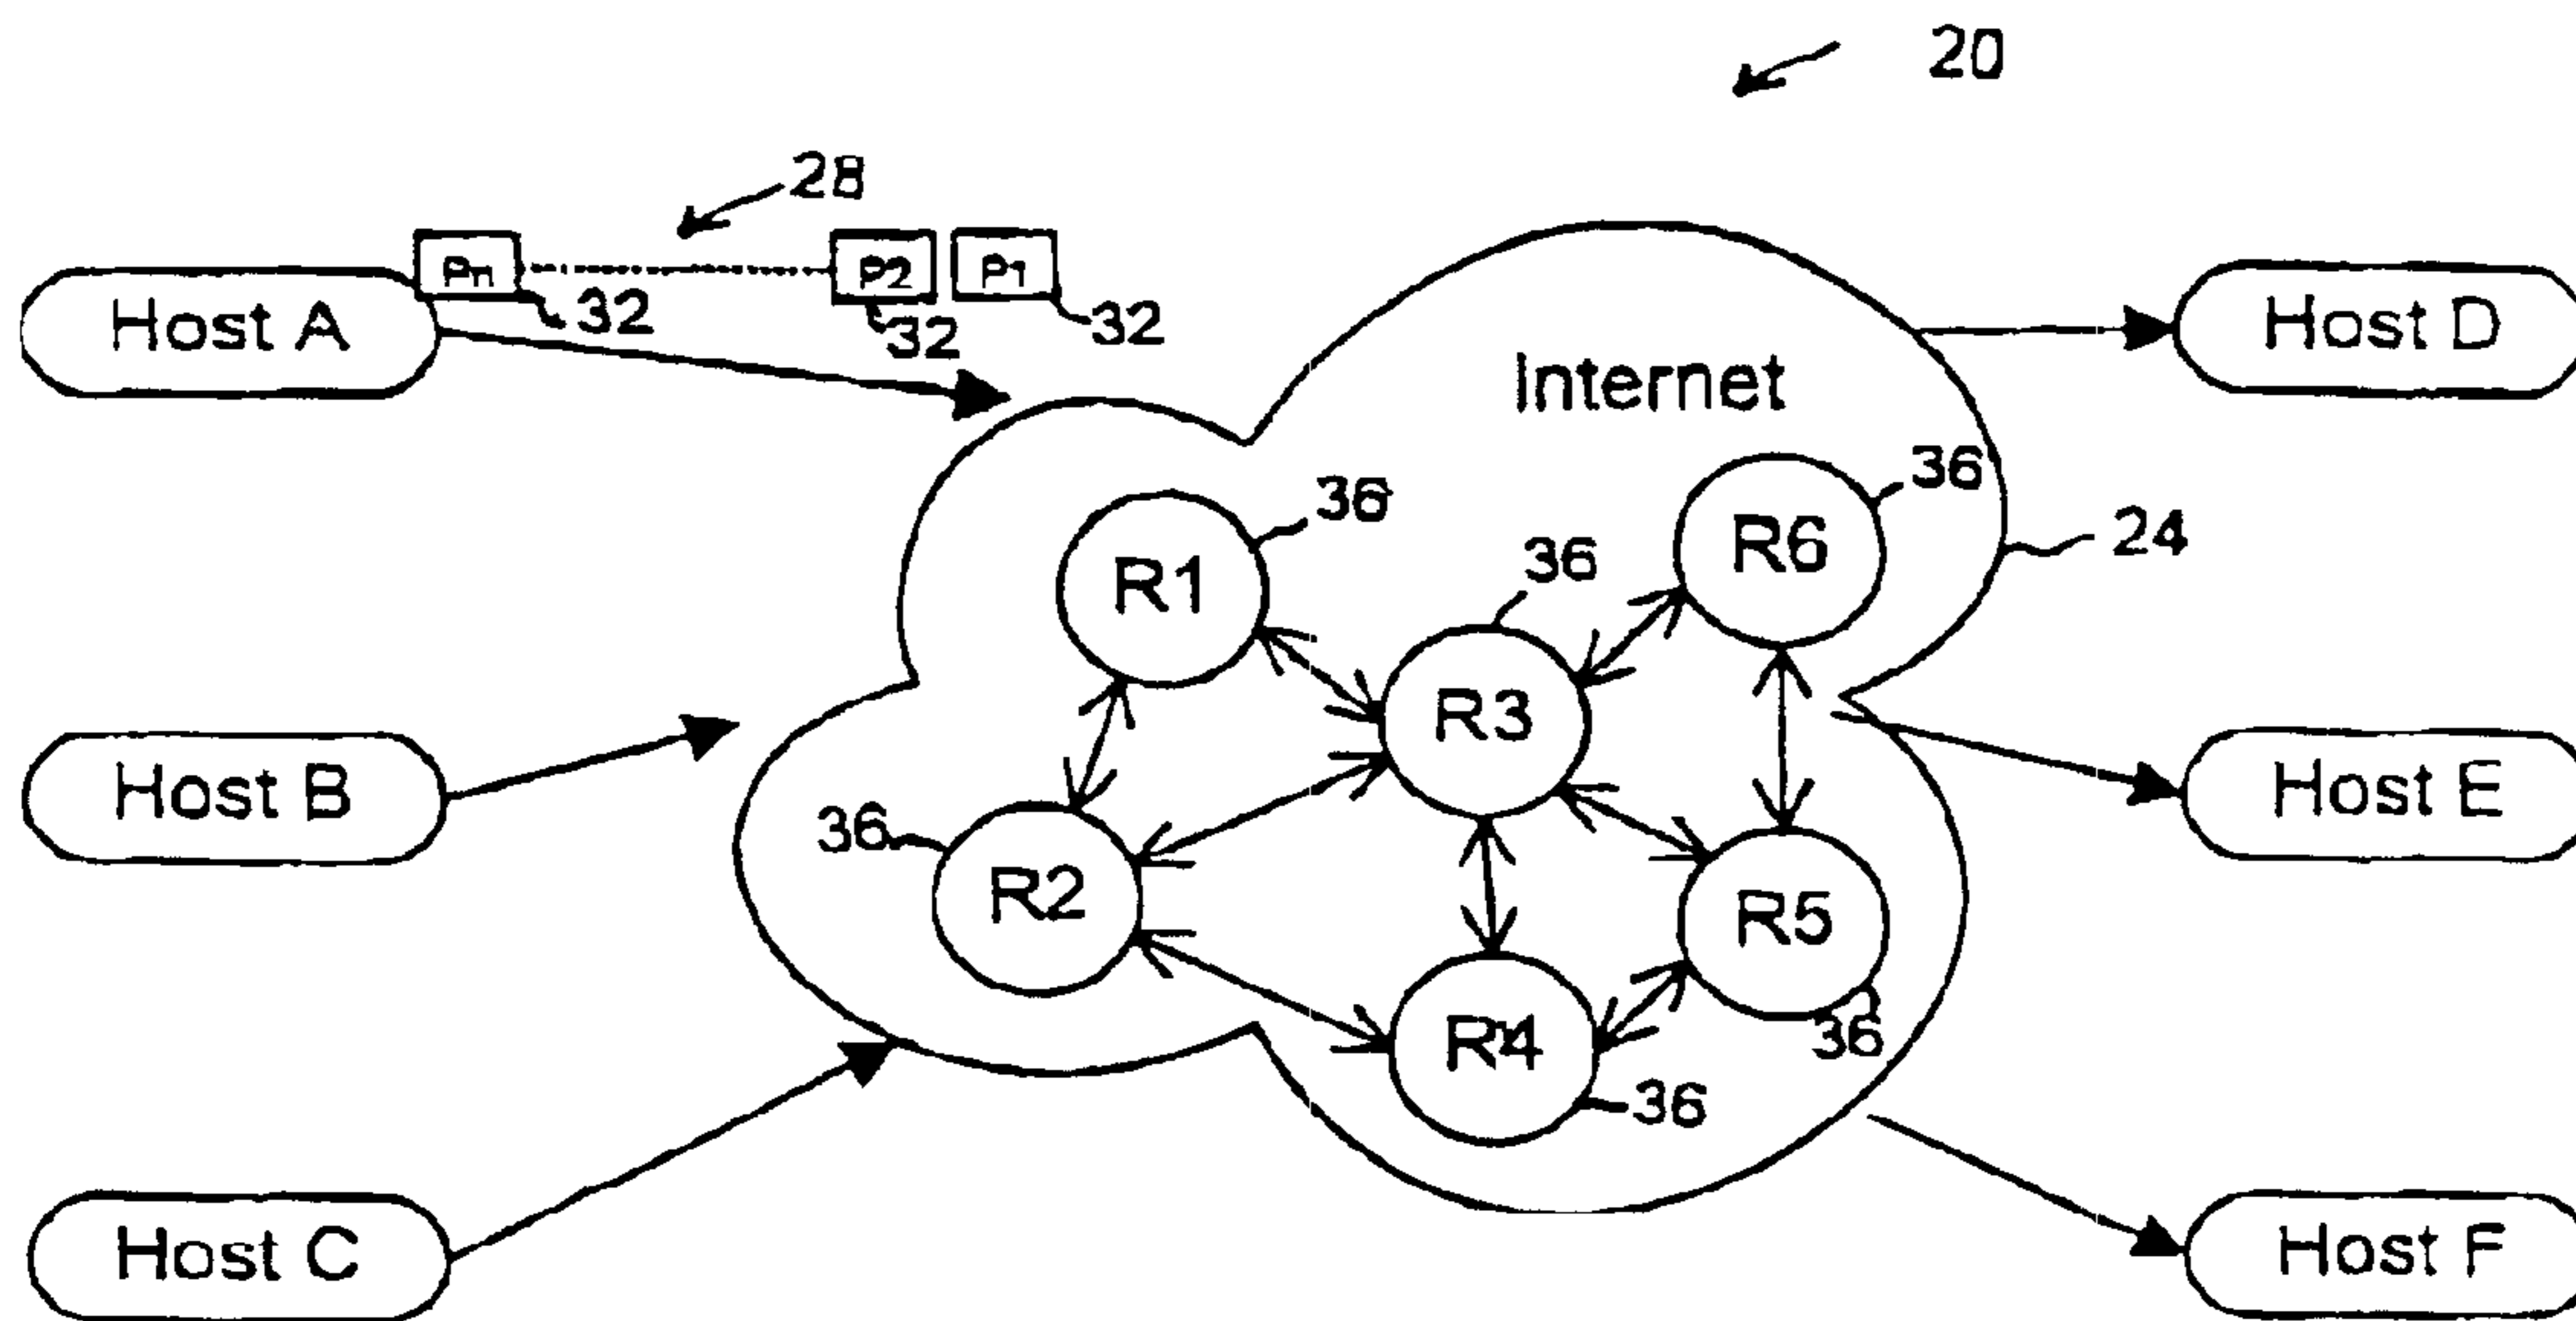 20
28
Pn
P2
P1
32
32
32
Host A
Host D
Internet
36
36
R6
24
36
R1
R3
Host B
Host E
36
R2
R5
36
R4
36
Host C
Host F